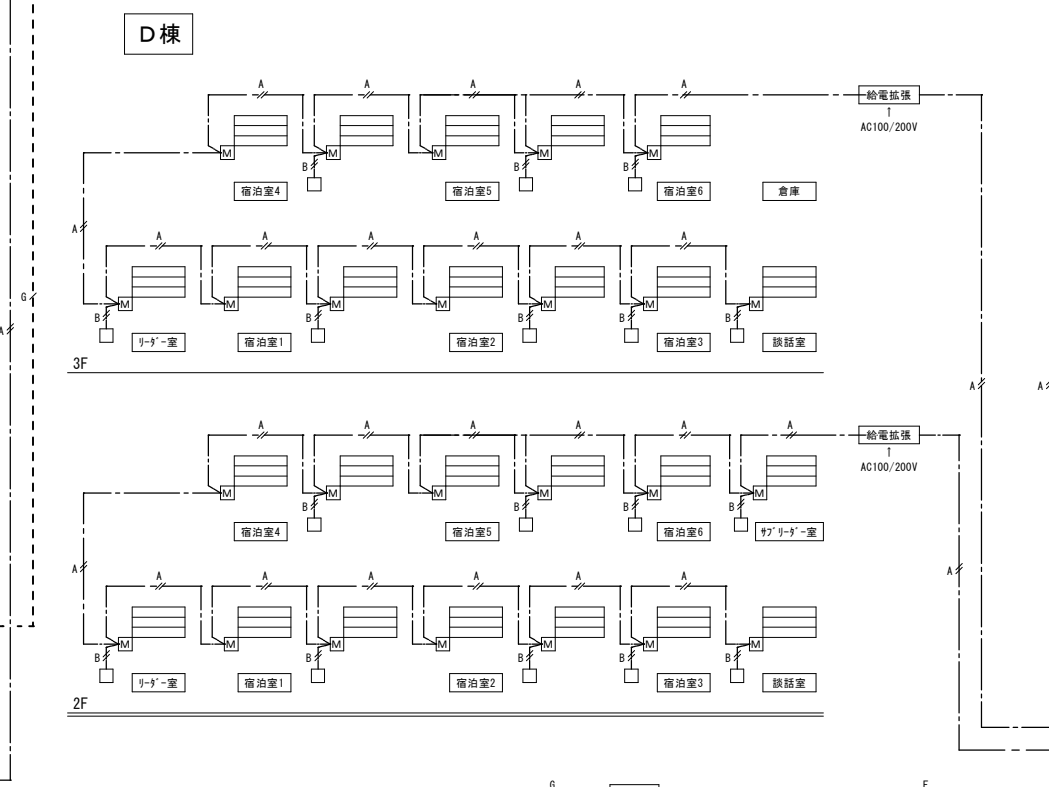 D棟
A A A A A
給電拡張
↑
AC100/200V
M M M M M
B B B
宿泊室4 宿泊室5 宿泊室6 倉庫
A
A A A A A A
G
M M M M M M M
A
B B B B B
リーダー室 宿泊室1 宿泊室2 宿泊室3 談話室
3F
A A
A A A A A A
給電拡張
↑
AC100/200V
M M M M M M
B B B B
宿泊室4 宿泊室5 宿泊室6 サブリーダー室
A A
A A A A A A
M M M M M M M
B B B B B
リーダー室 宿泊室1 宿泊室2 宿泊室3 談話室
2F
G